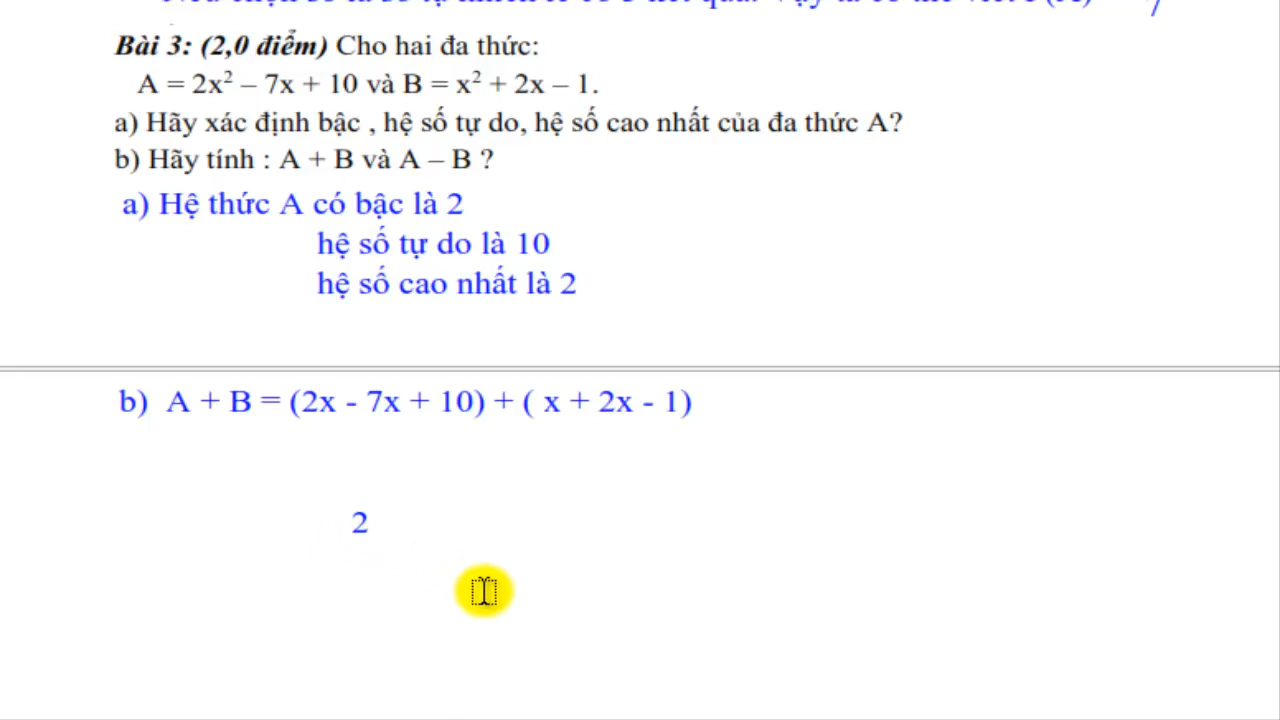 Bài 3: (2,0 điểm) Cho hai đa thức:
A = 2x² – 7x + 10 và B = x² + 2x – 1.
a) Hãy xác định bậc , hệ số tự do, hệ số cao nhất của đa thức A?
b) Hãy tính : A + B và A – B ?
a) Hệ thức A có bậc là 2
hệ số tự do là 10
hệ số cao nhất là 2
b) A + B = (2x - 7x + 10) + ( x + 2x - 1)
2